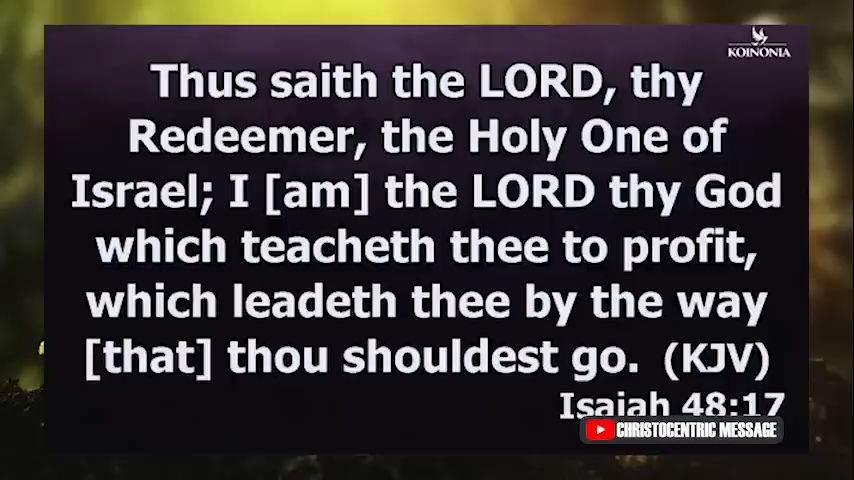 KOINONIA
Thus saith the LORD, thy
Redeemer, the Holy One of
Israel; I [am] the LORD thy God
which teacheth thee to profit,
which leadeth thee by the way
[that] thou shouldest go. (KJV)
Isaiah 48:17
CHRISTOCENTRIC MESSAGE